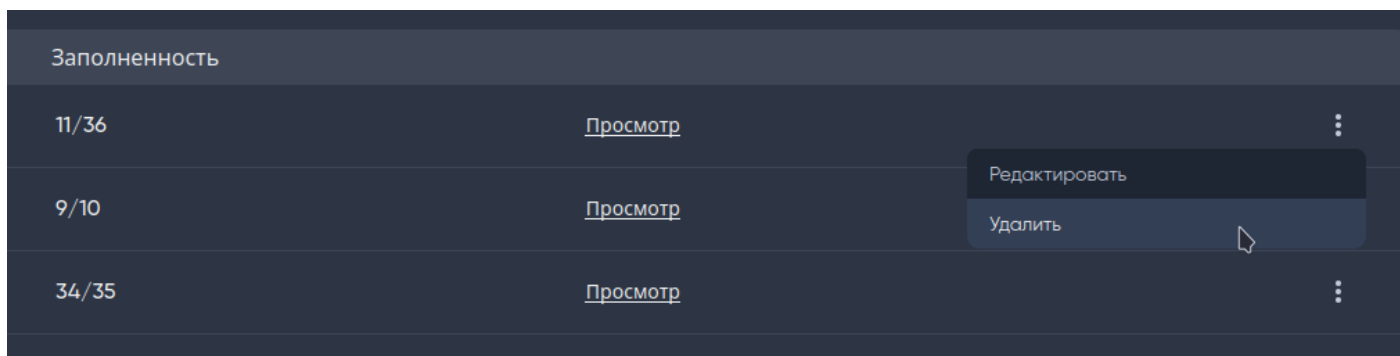 Заполненность
11/36 Просмотр
Редактировать
9/10 Просмотр
Удалить
34/35 Просмотр